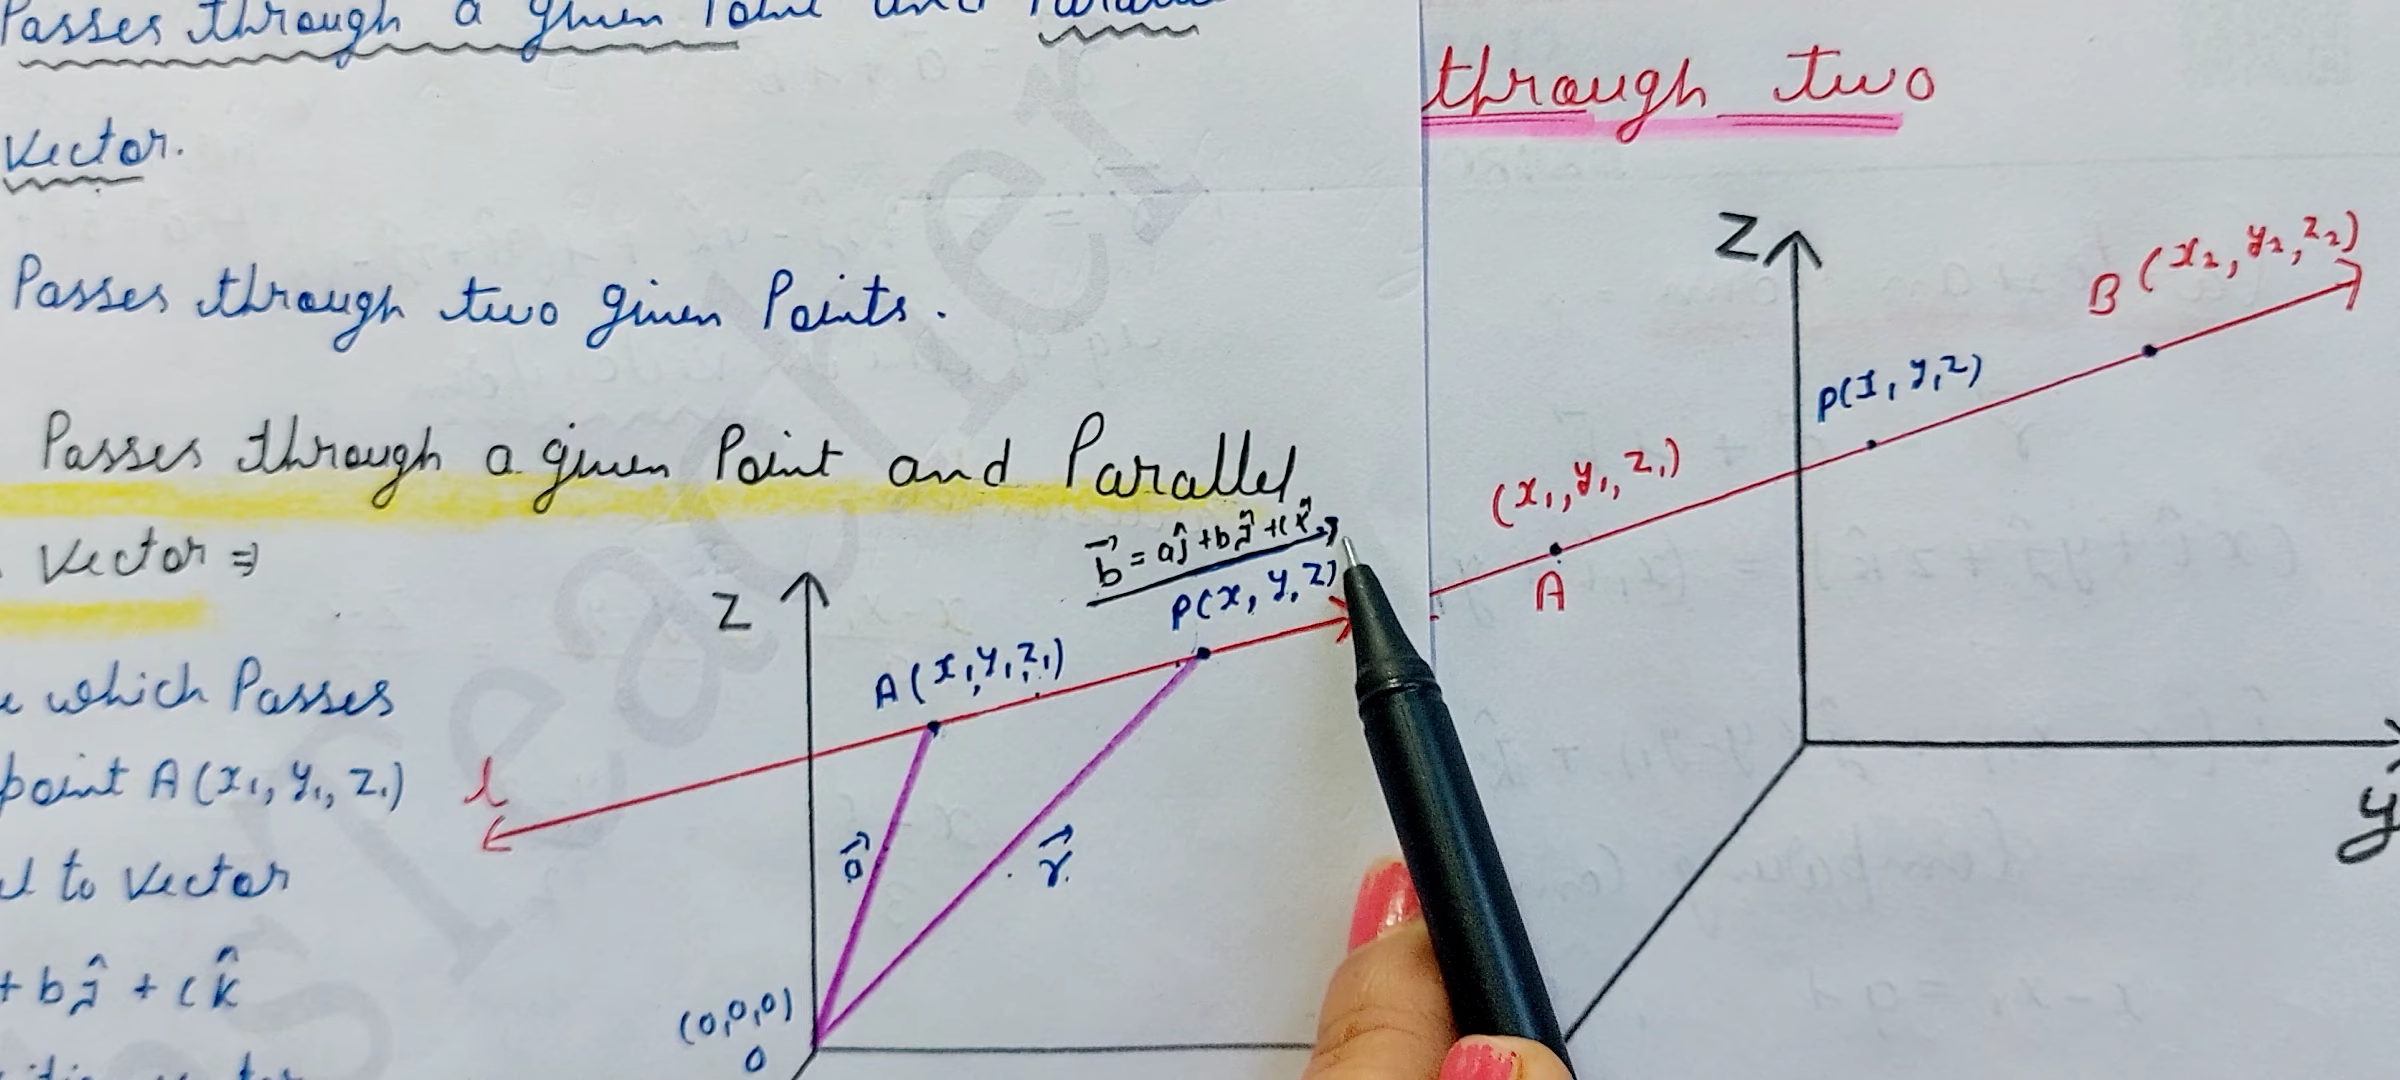 Passes through a given Point and Parallel
Vector.
Passes through two given Points.
Passes through a given Point and Parallel
Vector ⇒
b⃗ = aĵ + bĵ + ck̂
Z
P(x, y, z)
A(x₁, y₁, z₁)
which Passes
point A(x₁, y₁, z₁)
l
to vector
a⃗
r⃗
+ bĵ + ck̂
(0,0,0)
O
through two
Z
B (x₂, y₂, z₂)
P(x, y, z)
(x₁, y₁, z₁)
A
y